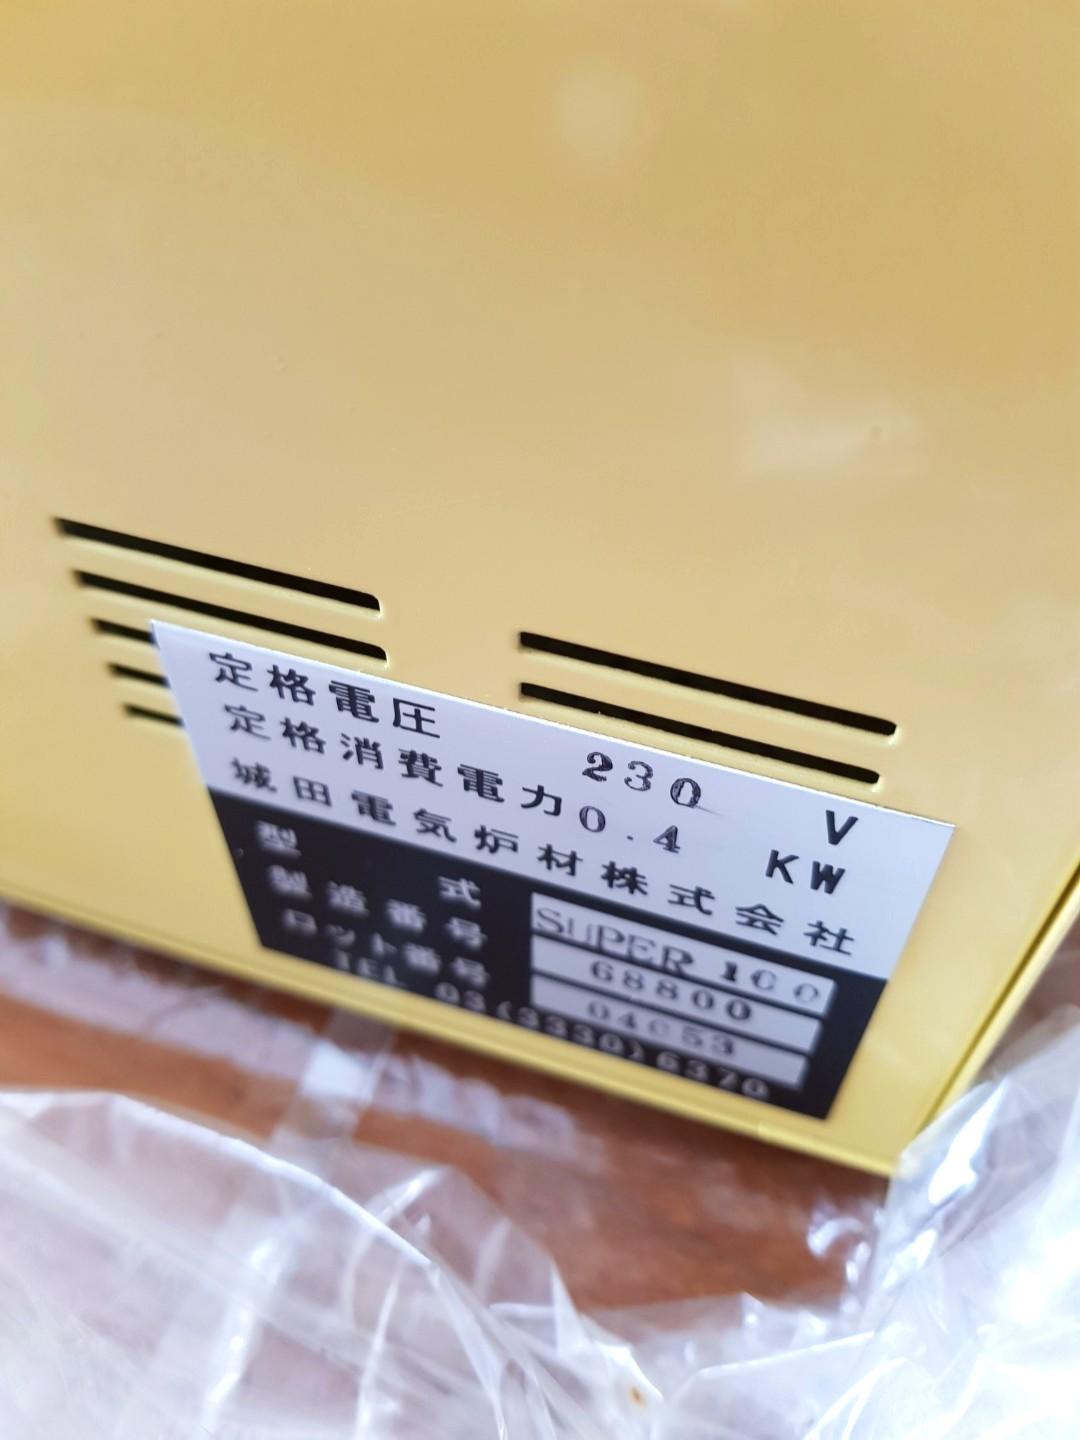 定格電圧 230 V
定格消費電力 0.4 KW
城田電気炉材株式会社
型式 SUPER 100
製造番号 68800
ロット番号 04053
TEL 03(3330)6370